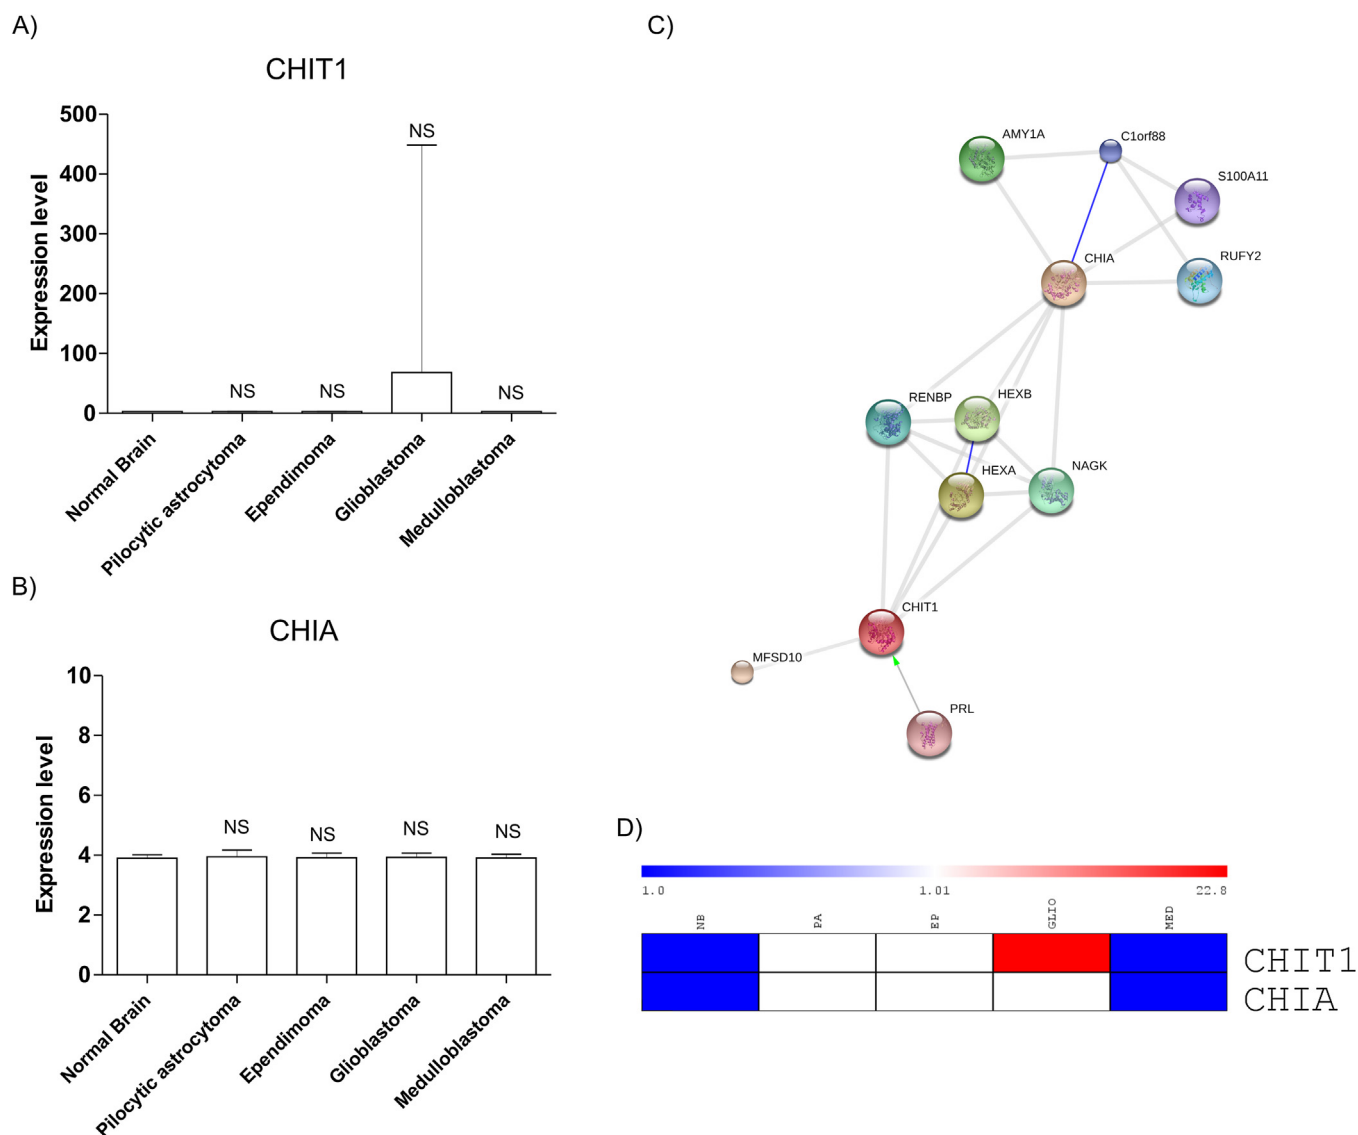 A)
CHIT1
Expression level
500
400
300
200
100
0
NS
NS
NS
NS
Normal Brain
Pilocytic astrocytoma
Ependimoma
Glioblastoma
Medulloblastoma
B)
CHIA
Expression level
10
8
6
4
2
0
NS
NS
NS
NS
Normal Brain
Pilocytic astrocytoma
Ependimoma
Glioblastoma
Medulloblastoma
C)
AMY1A
C1orf88
S100A11
CHIA
RUFY2
RENBP
HEXB
HEXA
NAGK
CHIT1
MFSD10
PRL
D)
1.0 1.01 22.8
NB PA EP GLIO MED
CHIT1
CHIA